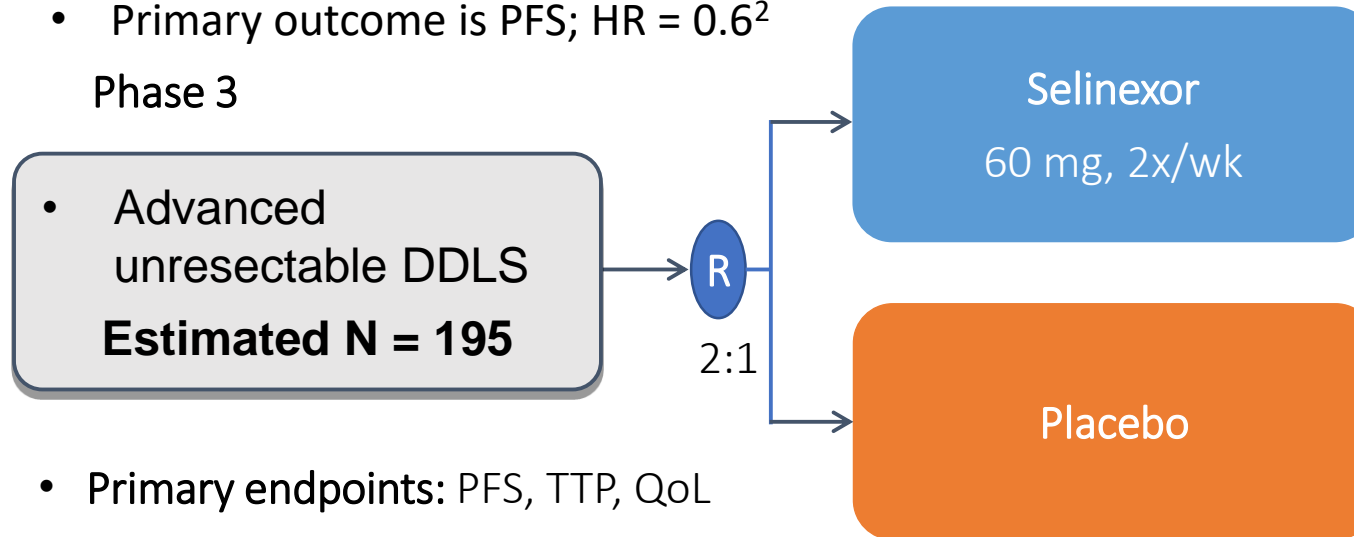 • Primary outcome is PFS; HR = 0.6²
Phase 3
• Advanced
unresectable DDLS
Estimated N = 195
R
2:1
Selinexor
60 mg, 2x/wk
Placebo
• Primary endpoints: PFS, TTP, QoL